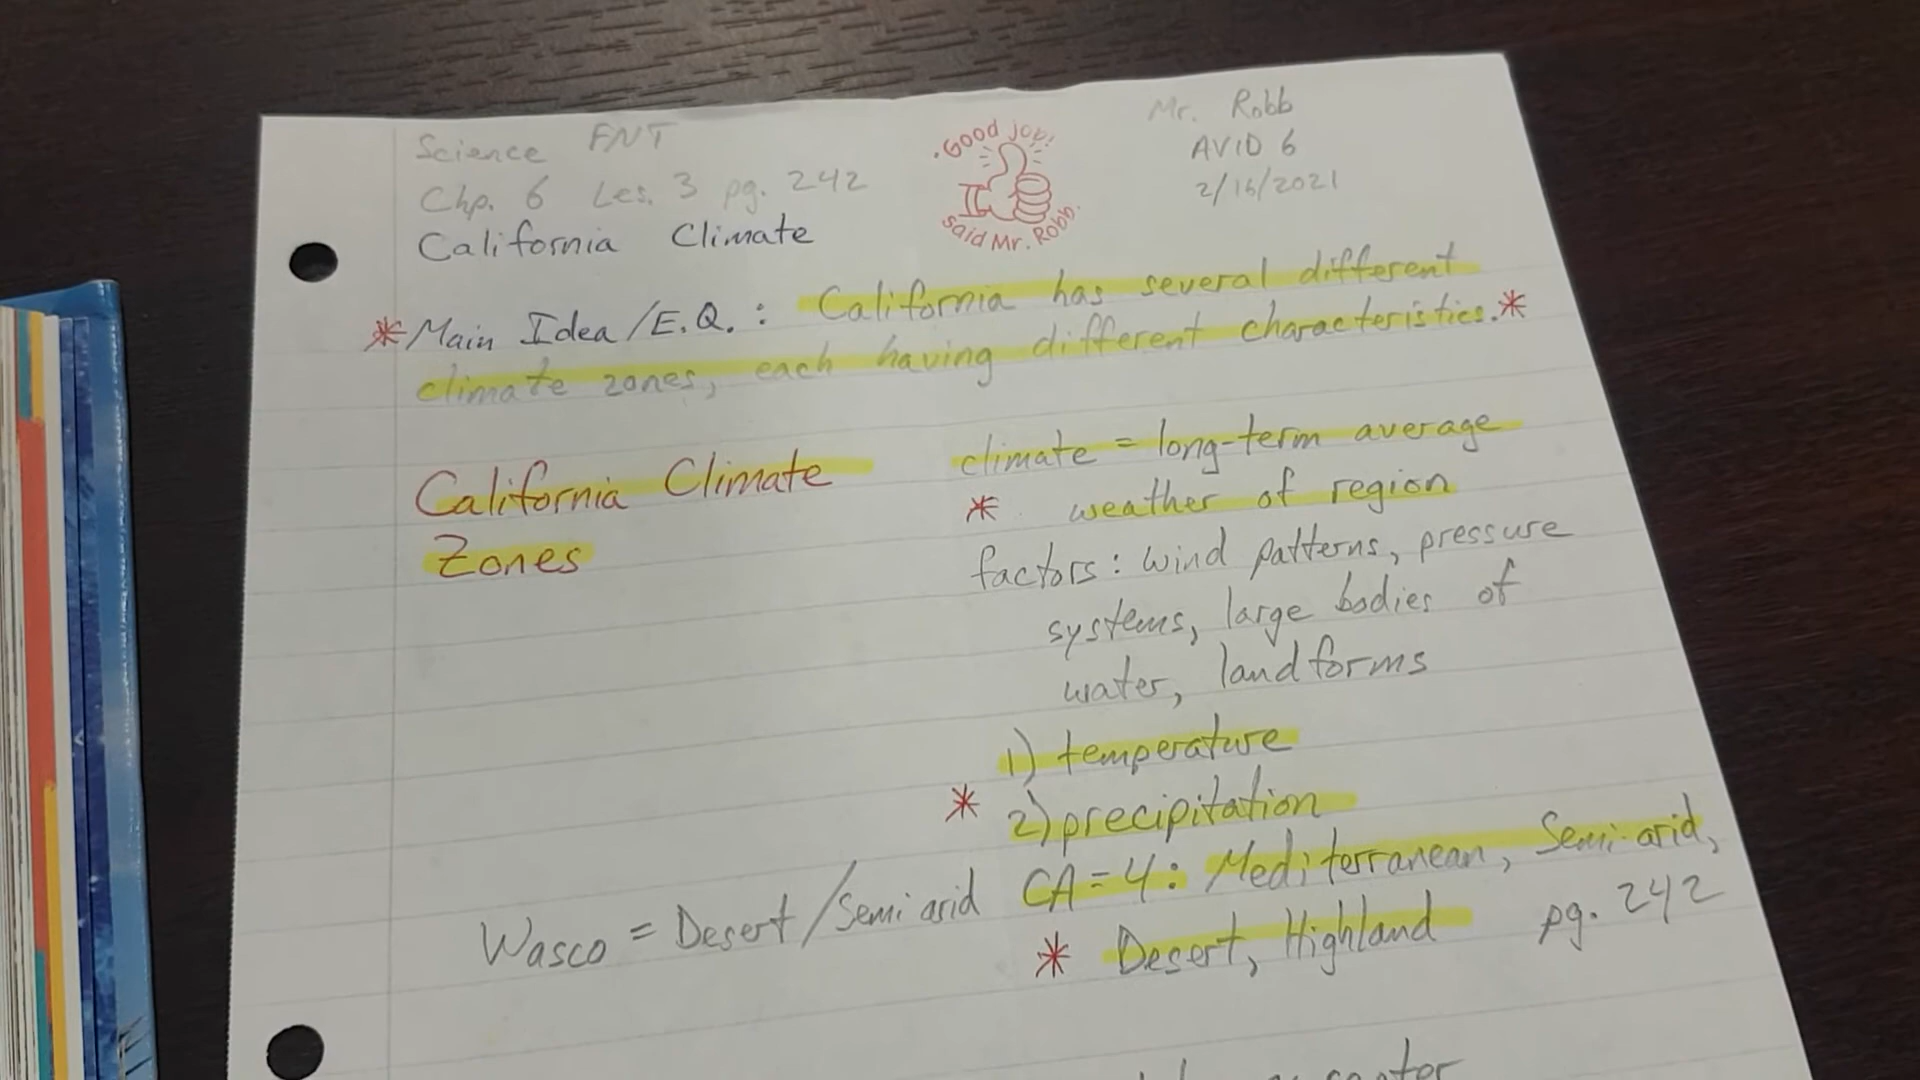 Science FNT
Chp. 6 Les. 3 pg. 242
California Climate
Good job!
said Mr. Robb.
Mr. Robb
AVID 6
2/16/2021
*Main Idea/E.Q.: California has several different
climate zones, each having different characteristics.*
California Climate
Zones
climate = long-term average
* weather of region
factors: wind patterns, pressure
systems, large bodies of
water, landforms
1) temperature
* 2) precipitation
Wasco = Desert/Semi arid
CA=4: Mediterranean, Semi-arid,
* Desert, Highland pg. 242